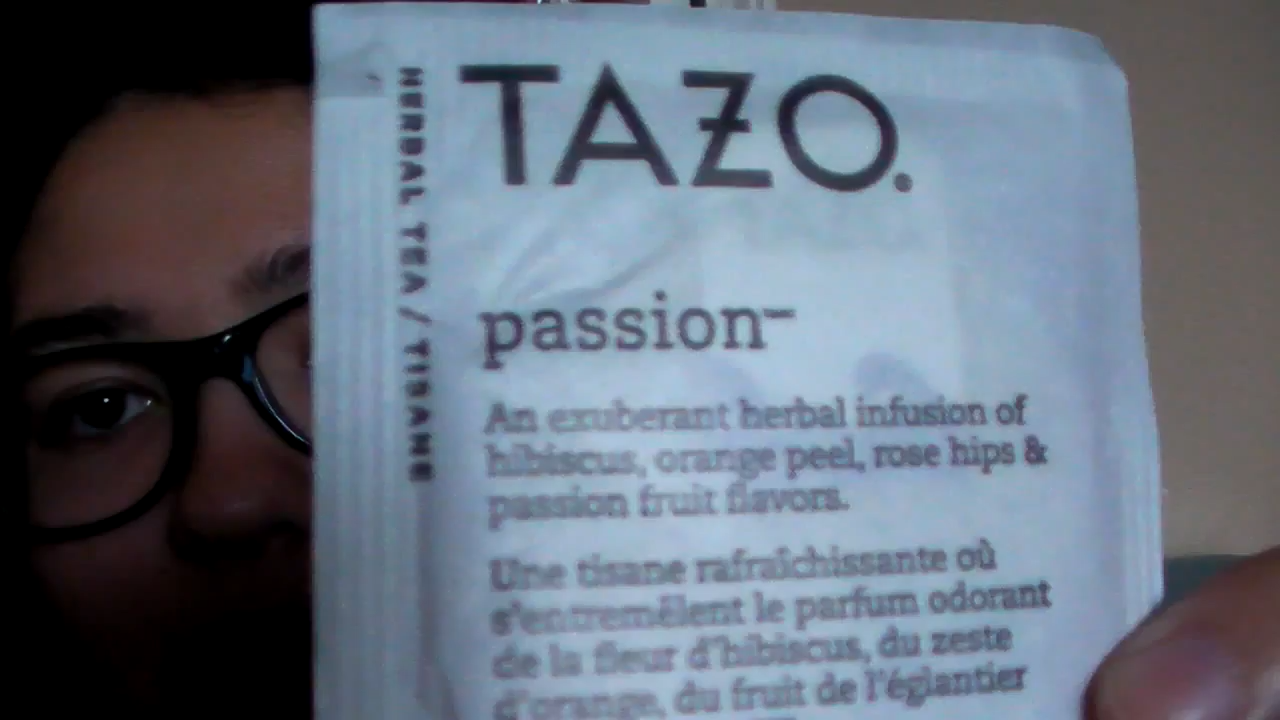 TAZO.
HERBAL TEA / TISANE
passion™
An exuberant herbal infusion of
hibiscus, orange peel, rose hips &
passion fruit flavors.
Une tisane rafraîchissante où
s'entremêlent le parfum odorant
de la fleur d'hibiscus, du zeste
d'orange, du fruit de l'églantier